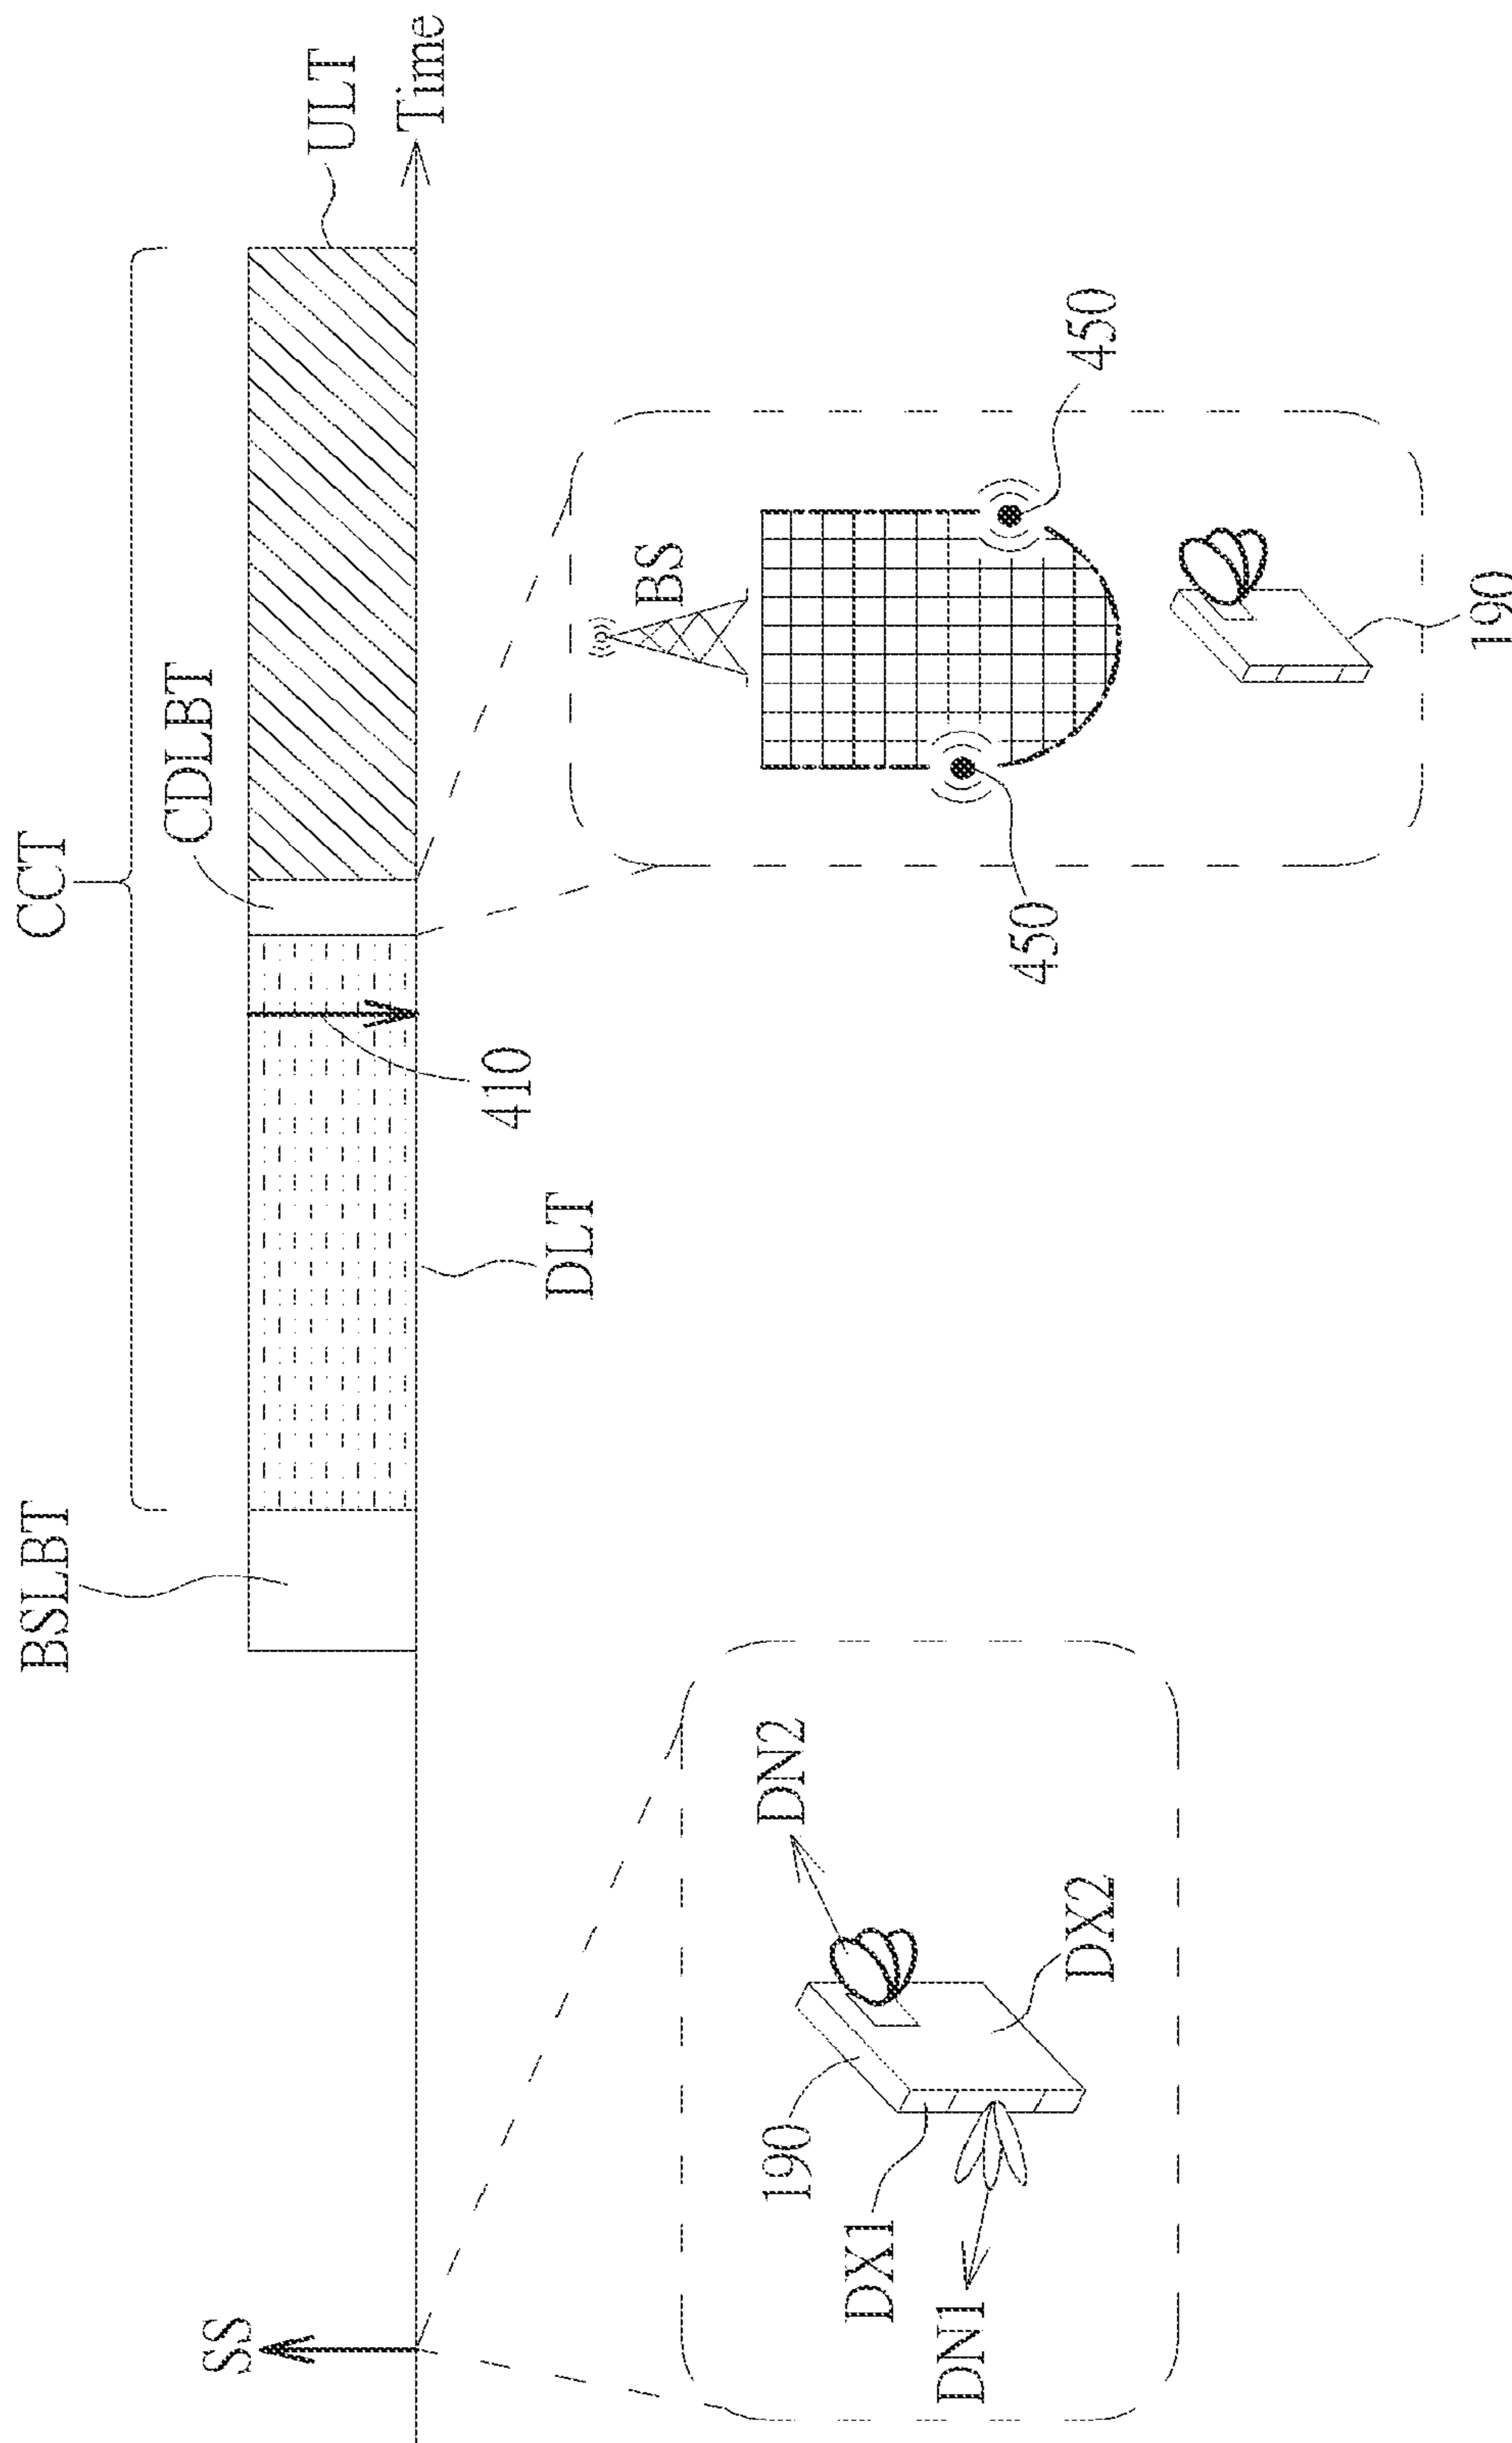 CCT
BSLBT
CDLBT
ULT
SS
Time
410
DLT
BS
450
450
190
DN2
190
DX1
DX2
DN1